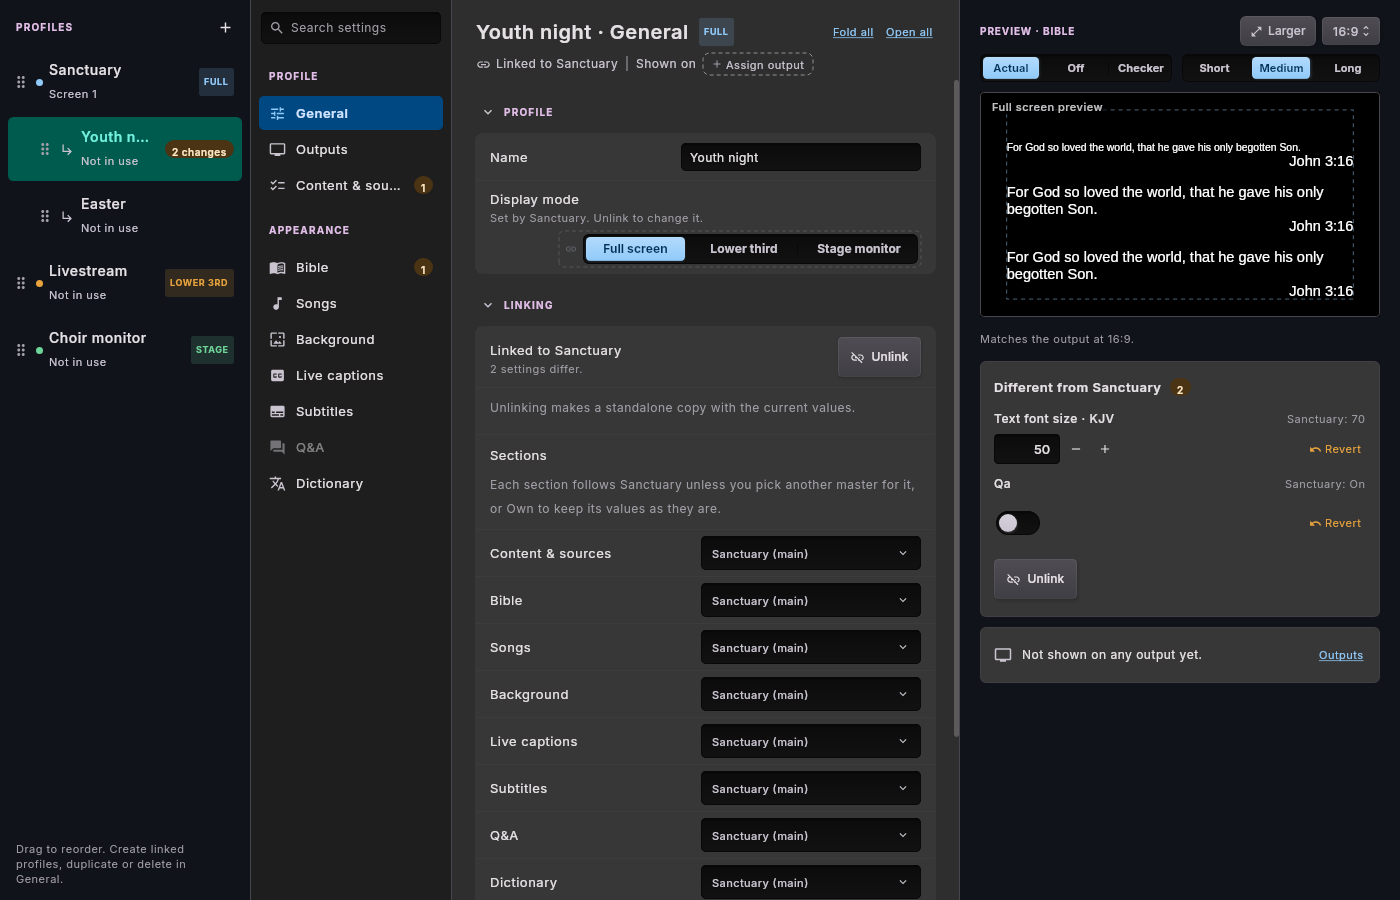 PROFILES
Sanctuary
Screen 1
FULL
Youth n...
Not in use
2 changes
Easter
Not in use
Livestream
Not in use
LOWER 3RD
Choir monitor
Not in use
STAGE
Drag to reorder. Create linked
profiles, duplicate or delete in
General.
Search settings
PROFILE
General
Outputs
Content & sou...
1
APPEARANCE
Bible
1
Songs
Background
Live captions
Subtitles
Q&A
Dictionary
Youth night · General
FULL
Fold all
Open all
Linked to Sanctuary | Shown on
+ Assign output
PROFILE
Name
Youth night
Display mode
Set by Sanctuary. Unlink to change it.
Full screen
Lower third
Stage monitor
LINKING
Linked to Sanctuary
2 settings differ.
Unlink
Unlinking makes a standalone copy with the current values.
Sections
Each section follows Sanctuary unless you pick another master for it,
or Own to keep its values as they are.
Content & sources
Sanctuary (main)
Bible
Sanctuary (main)
Songs
Sanctuary (main)
Background
Sanctuary (main)
Live captions
Sanctuary (main)
Subtitles
Sanctuary (main)
Q&A
Sanctuary (main)
Dictionary
Sanctuary (main)
PREVIEW · BIBLE
Larger
16:9
Actual
Off
Checker
Short
Medium
Long
Full screen preview
For God so loved the world, that he gave his only begotten Son.
John 3:16
For God so loved the world, that he gave his only
begotten Son.
John 3:16
For God so loved the world, that he gave his only
begotten Son.
John 3:16
Matches the output at 16:9.
Different from Sanctuary
2
Text font size · KJV
Sanctuary: 70
50
− +
Revert
Qa
Sanctuary: On
Revert
Unlink
Not shown on any output yet.
Outputs